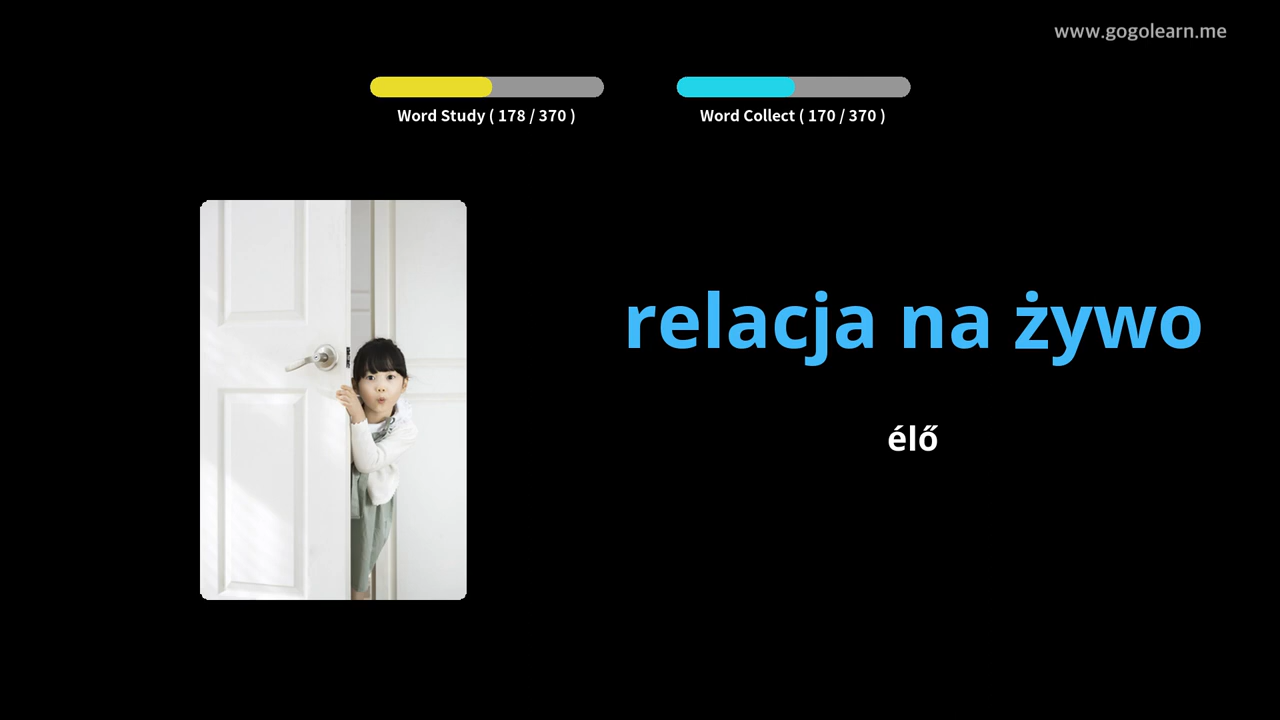 www.gogolearn.me
Word Study ( 178 / 370 )
Word Collect ( 170 / 370 )
relacja na żywo
élő